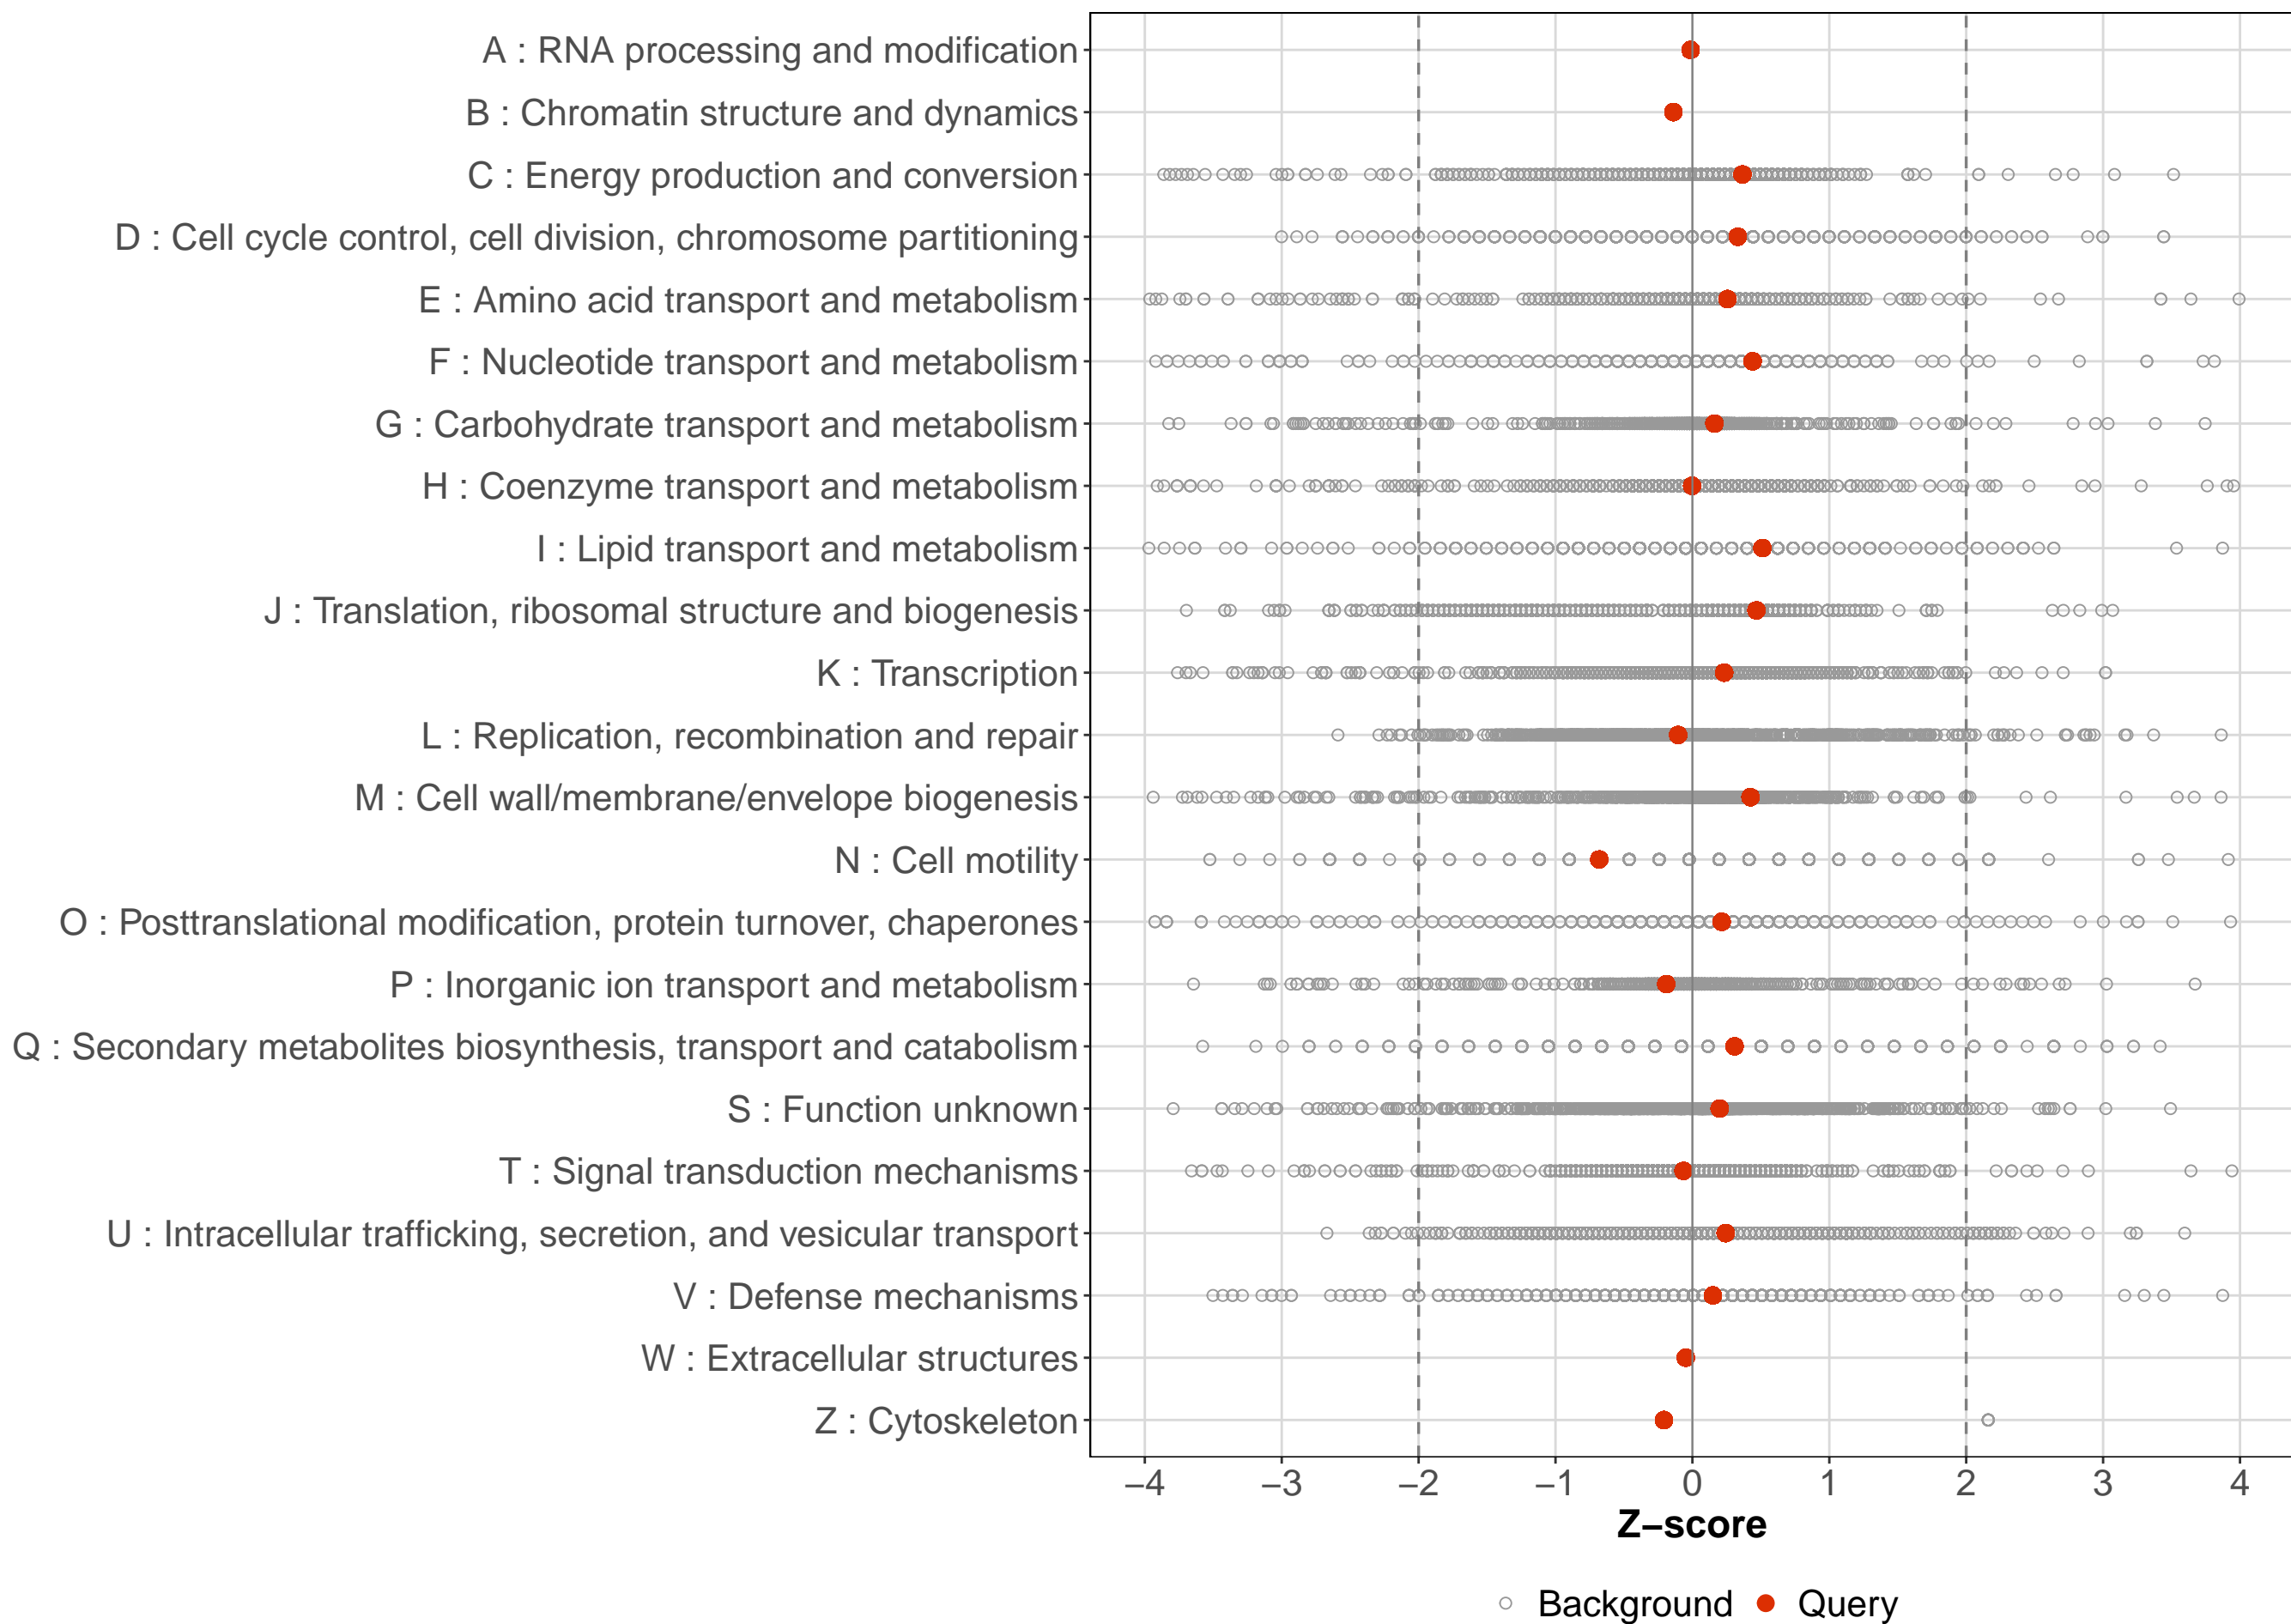 A : RNA processing and modification
B : Chromatin structure and dynamics
C : Energy production and conversion
D : Cell cycle control, cell division, chromosome partitioning
E : Amino acid transport and metabolism
F : Nucleotide transport and metabolism
G : Carbohydrate transport and metabolism
H : Coenzyme transport and metabolism
I : Lipid transport and metabolism
J : Translation, ribosomal structure and biogenesis
K : Transcription
L : Replication, recombination and repair
M : Cell wall/membrane/envelope biogenesis
N : Cell motility
O : Posttranslational modification, protein turnover, chaperones
P : Inorganic ion transport and metabolism
Q : Secondary metabolites biosynthesis, transport and catabolism
S : Function unknown
T : Signal transduction mechanisms
U : Intracellular trafficking, secretion, and vesicular transport
V : Defense mechanisms
W : Extracellular structures
Z : Cytoskeleton
−4 −3 −2 −1 0 1 2 3 4
Z−score
Background Query